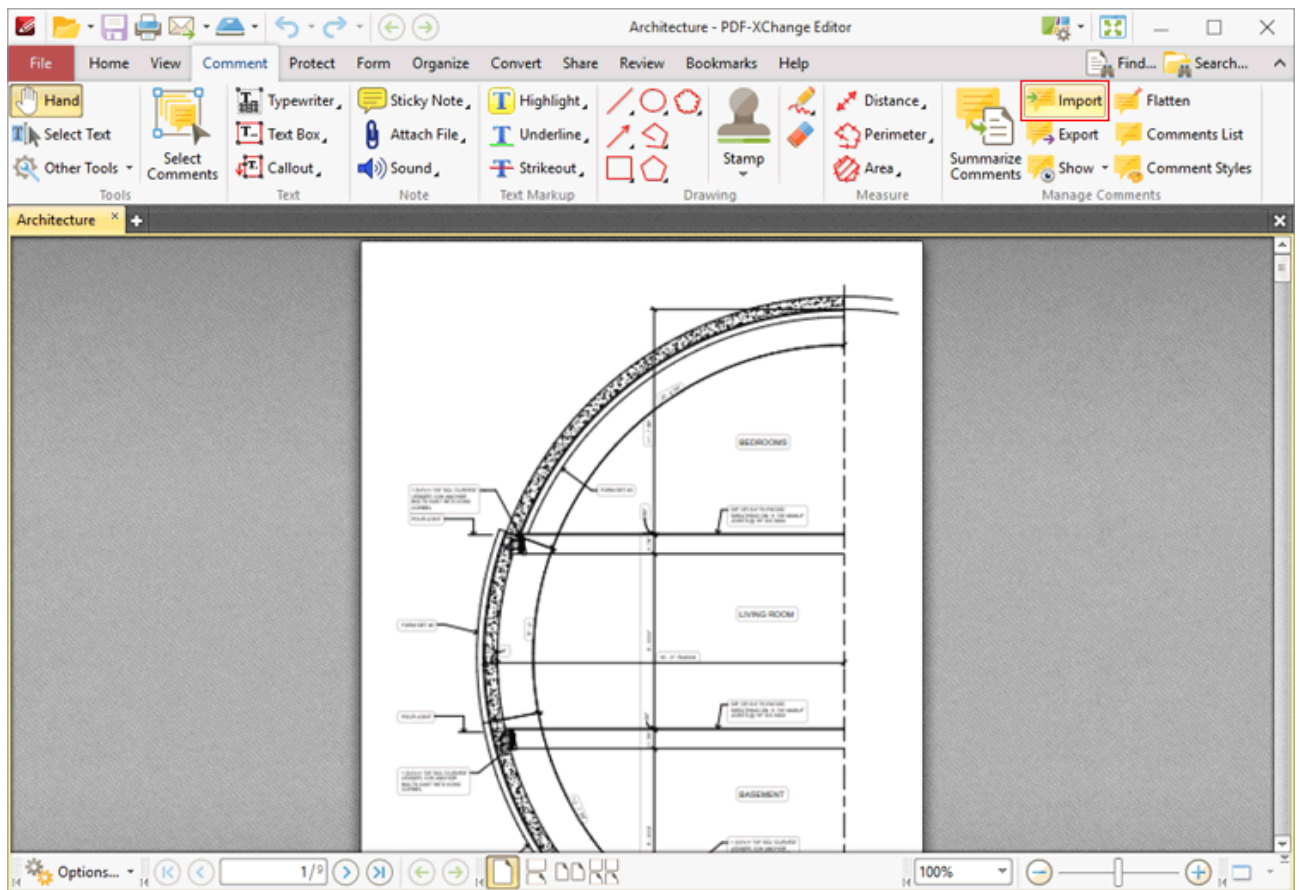 Architecture - PDF-XChange Editor
File Home View Comment Protect Form Organize Convert Share Review Bookmarks Help Find... Search...
Hand Typewriter Sticky Note Highlight Distance Import Flatten
Select Text Text Box Attach File Underline Perimeter Export Comments List
Other Tools Select Comments Callout Sound Strikeout Stamp Area Summarize Comments Show Comment Styles
Tools Text Note Text Markup Drawing Measure Manage Comments
Architecture
BEDROOMS
LIVING ROOM
BASEMENT
Options... 1/9 100%